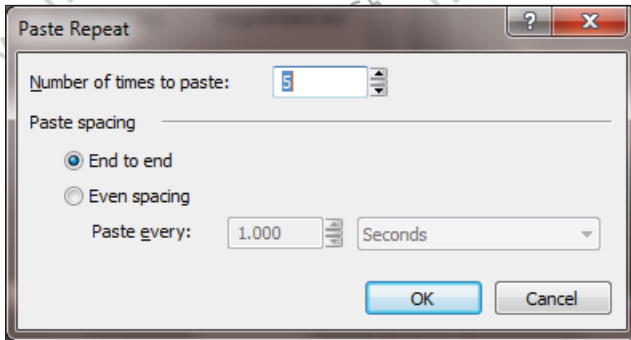 Paste Repeat
Number of times to paste: 5
Paste spacing
End to end
Even spacing
Paste every: 1.000 Seconds
OK Cancel